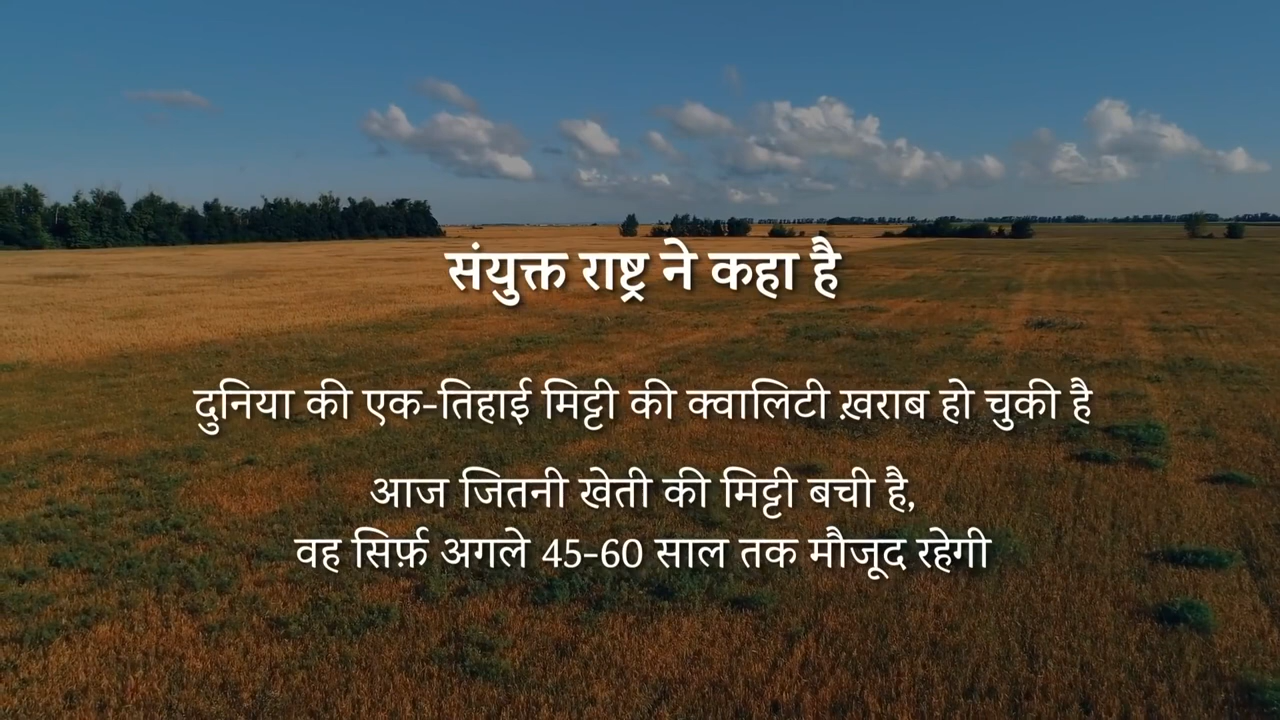 संयुक्त राष्ट्र ने कहा है
दुनिया की एक-तिहाई मिट्टी की क्वालिटी ख़राब हो चुकी है
आज जितनी खेती की मिट्टी बची है,
वह सिर्फ़ अगले 45-60 साल तक मौजूद रहेगी